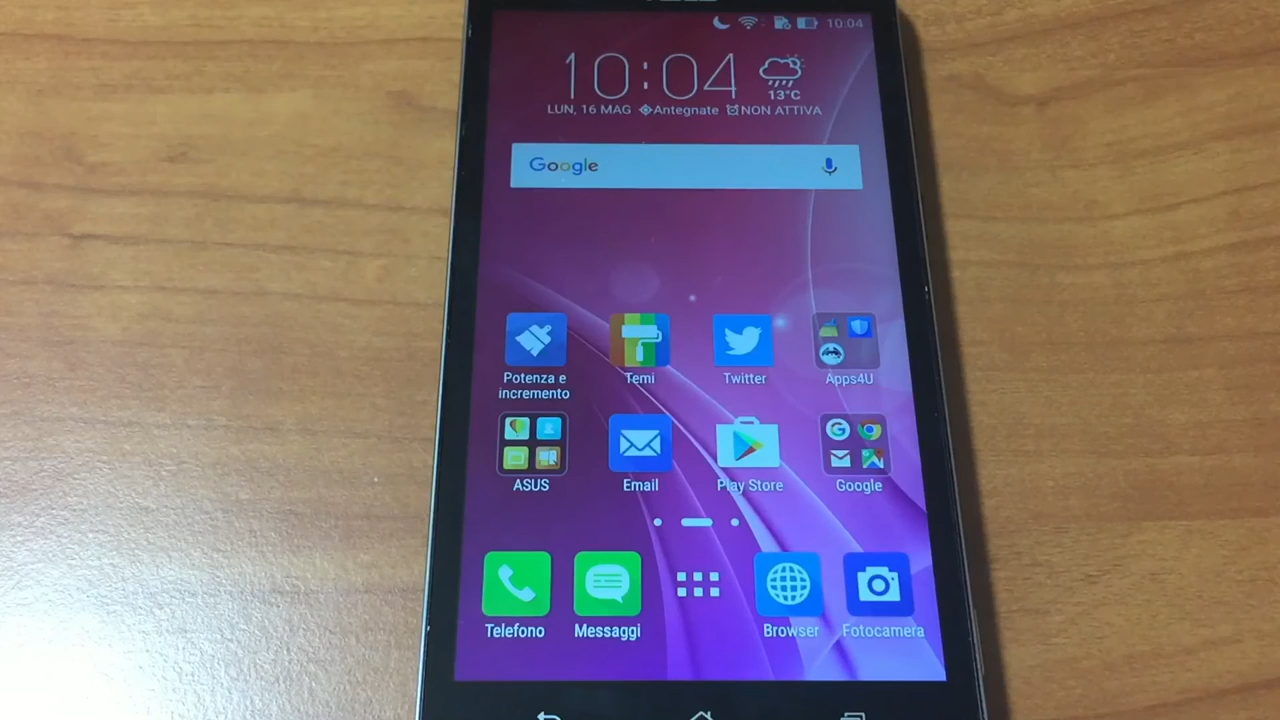 10:04
10:04
13°C
LUN, 16 MAG Antegnate NON ATTIVA
Google
Potenza e
incremento
Temi
Twitter
Apps4U
ASUS
Email
Play Store
Google
Telefono
Messaggi
Browser
Fotocamera